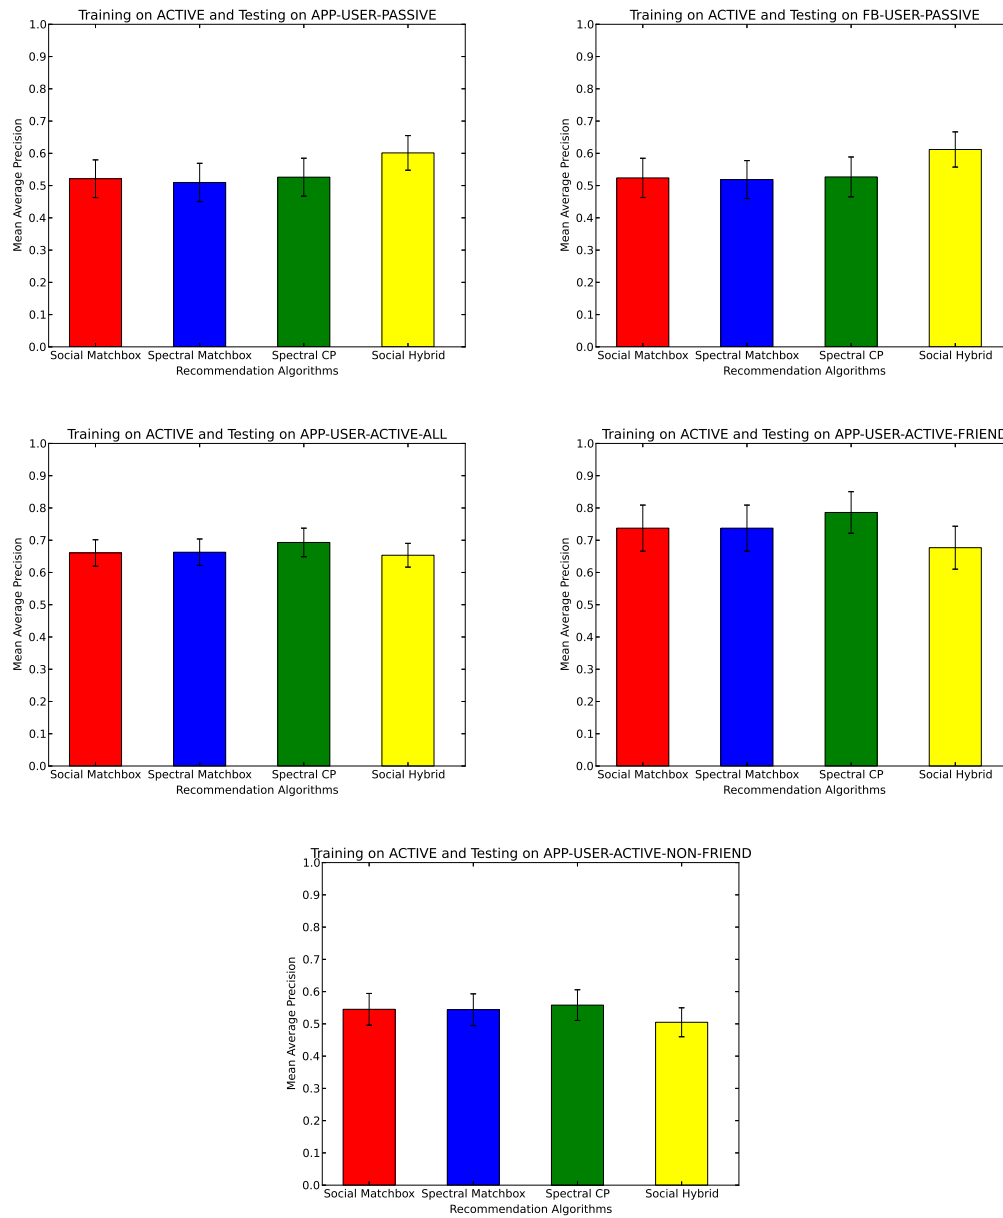 Training on ACTIVE and Testing on APP-USER-PASSIVE
1.0
0.9
0.8
0.7
0.6
0.5
0.4
0.3
0.2
0.1
0.0
Mean Average Precision
Social Matchbox Spectral Matchbox Spectral CP Social Hybrid
Recommendation Algorithms
Training on ACTIVE and Testing on FB-USER-PASSIVE
1.0
0.9
0.8
0.7
0.6
0.5
0.4
0.3
0.2
0.1
0.0
Mean Average Precision
Social Matchbox Spectral Matchbox Spectral CP Social Hybrid
Recommendation Algorithms
Training on ACTIVE and Testing on APP-USER-ACTIVE-ALL
1.0
0.9
0.8
0.7
0.6
0.5
0.4
0.3
0.2
0.1
0.0
Mean Average Precision
Social Matchbox Spectral Matchbox Spectral CP Social Hybrid
Recommendation Algorithms
Training on ACTIVE and Testing on APP-USER-ACTIVE-FRIEND
1.0
0.9
0.8
0.7
0.6
0.5
0.4
0.3
0.2
0.1
0.0
Mean Average Precision
Social Matchbox Spectral Matchbox Spectral CP Social Hybrid
Recommendation Algorithms
Training on ACTIVE and Testing on APP-USER-ACTIVE-NON-FRIEND
1.0
0.9
0.8
0.7
0.6
0.5
0.4
0.3
0.2
0.1
0.0
Mean Average Precision
Social Matchbox Spectral Matchbox Spectral CP Social Hybrid
Recommendation Algorithms